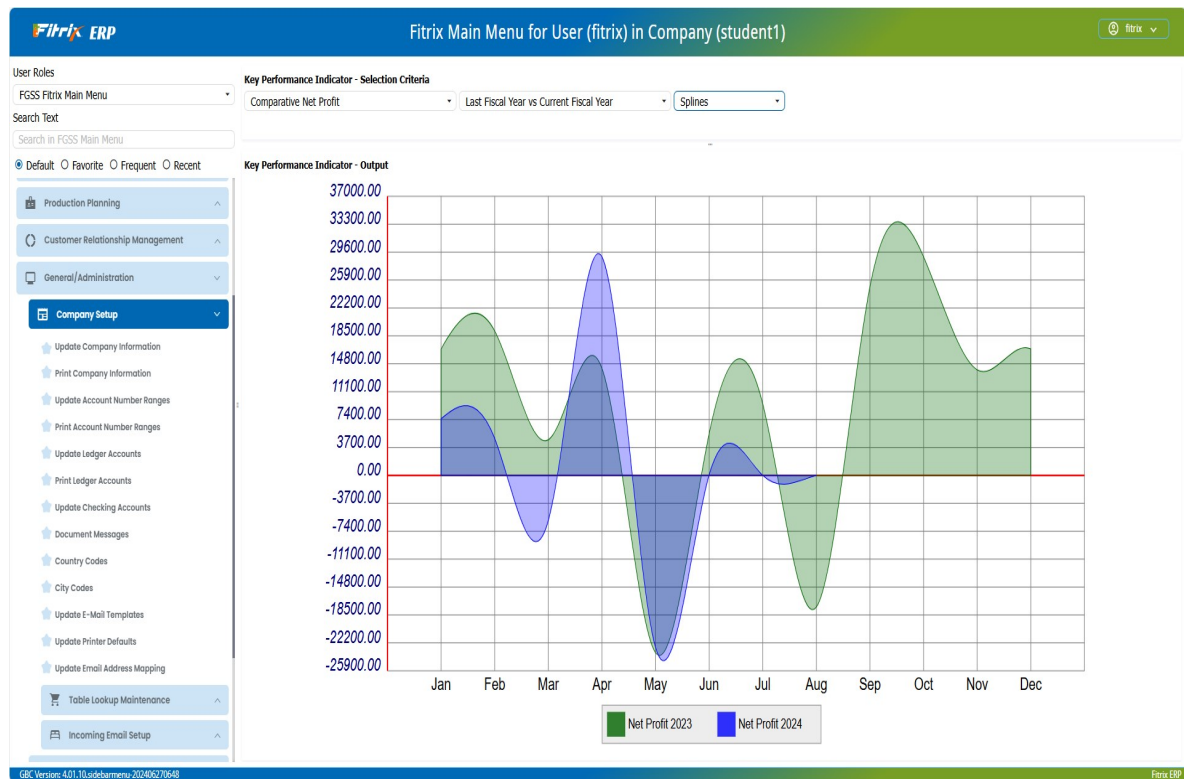 Fitrix ERP
Fitrix Main Menu for User (fitrix) in Company (student1)
fitrix
User Roles
FGSS Fitrix Main Menu
Search Text
Search in FGSS Main Menu
Default Favorite Frequent Recent
Production Planning
Customer Relationship Management
General/Administration
Company Setup
Update Company Information
Print Company Information
Update Account Number Ranges
Print Account Number Ranges
Update Ledger Accounts
Print Ledger Accounts
Update Checking Accounts
Document Messages
Country Codes
City Codes
Update E-Mail Templates
Update Printer Defaults
Update Email Address Mapping
Table Lookup Maintenance
Incoming Email Setup
Key Performance Indicator - Selection Criteria
Comparative Net Profit Last Fiscal Year vs Current Fiscal Year Splines
Key Performance Indicator - Output
37000.00
33300.00
29600.00
25900.00
22200.00
18500.00
14800.00
11100.00
7400.00
3700.00
0.00
-3700.00
-7400.00
-11100.00
-14800.00
-18500.00
-22200.00
-25900.00
Jan Feb Mar Apr May Jun Jul Aug Sep Oct Nov Dec
Net Profit 2023 Net Profit 2024
GBC Version: 4.01.10.sidebarmenu-202406270648
Fitrix ERP